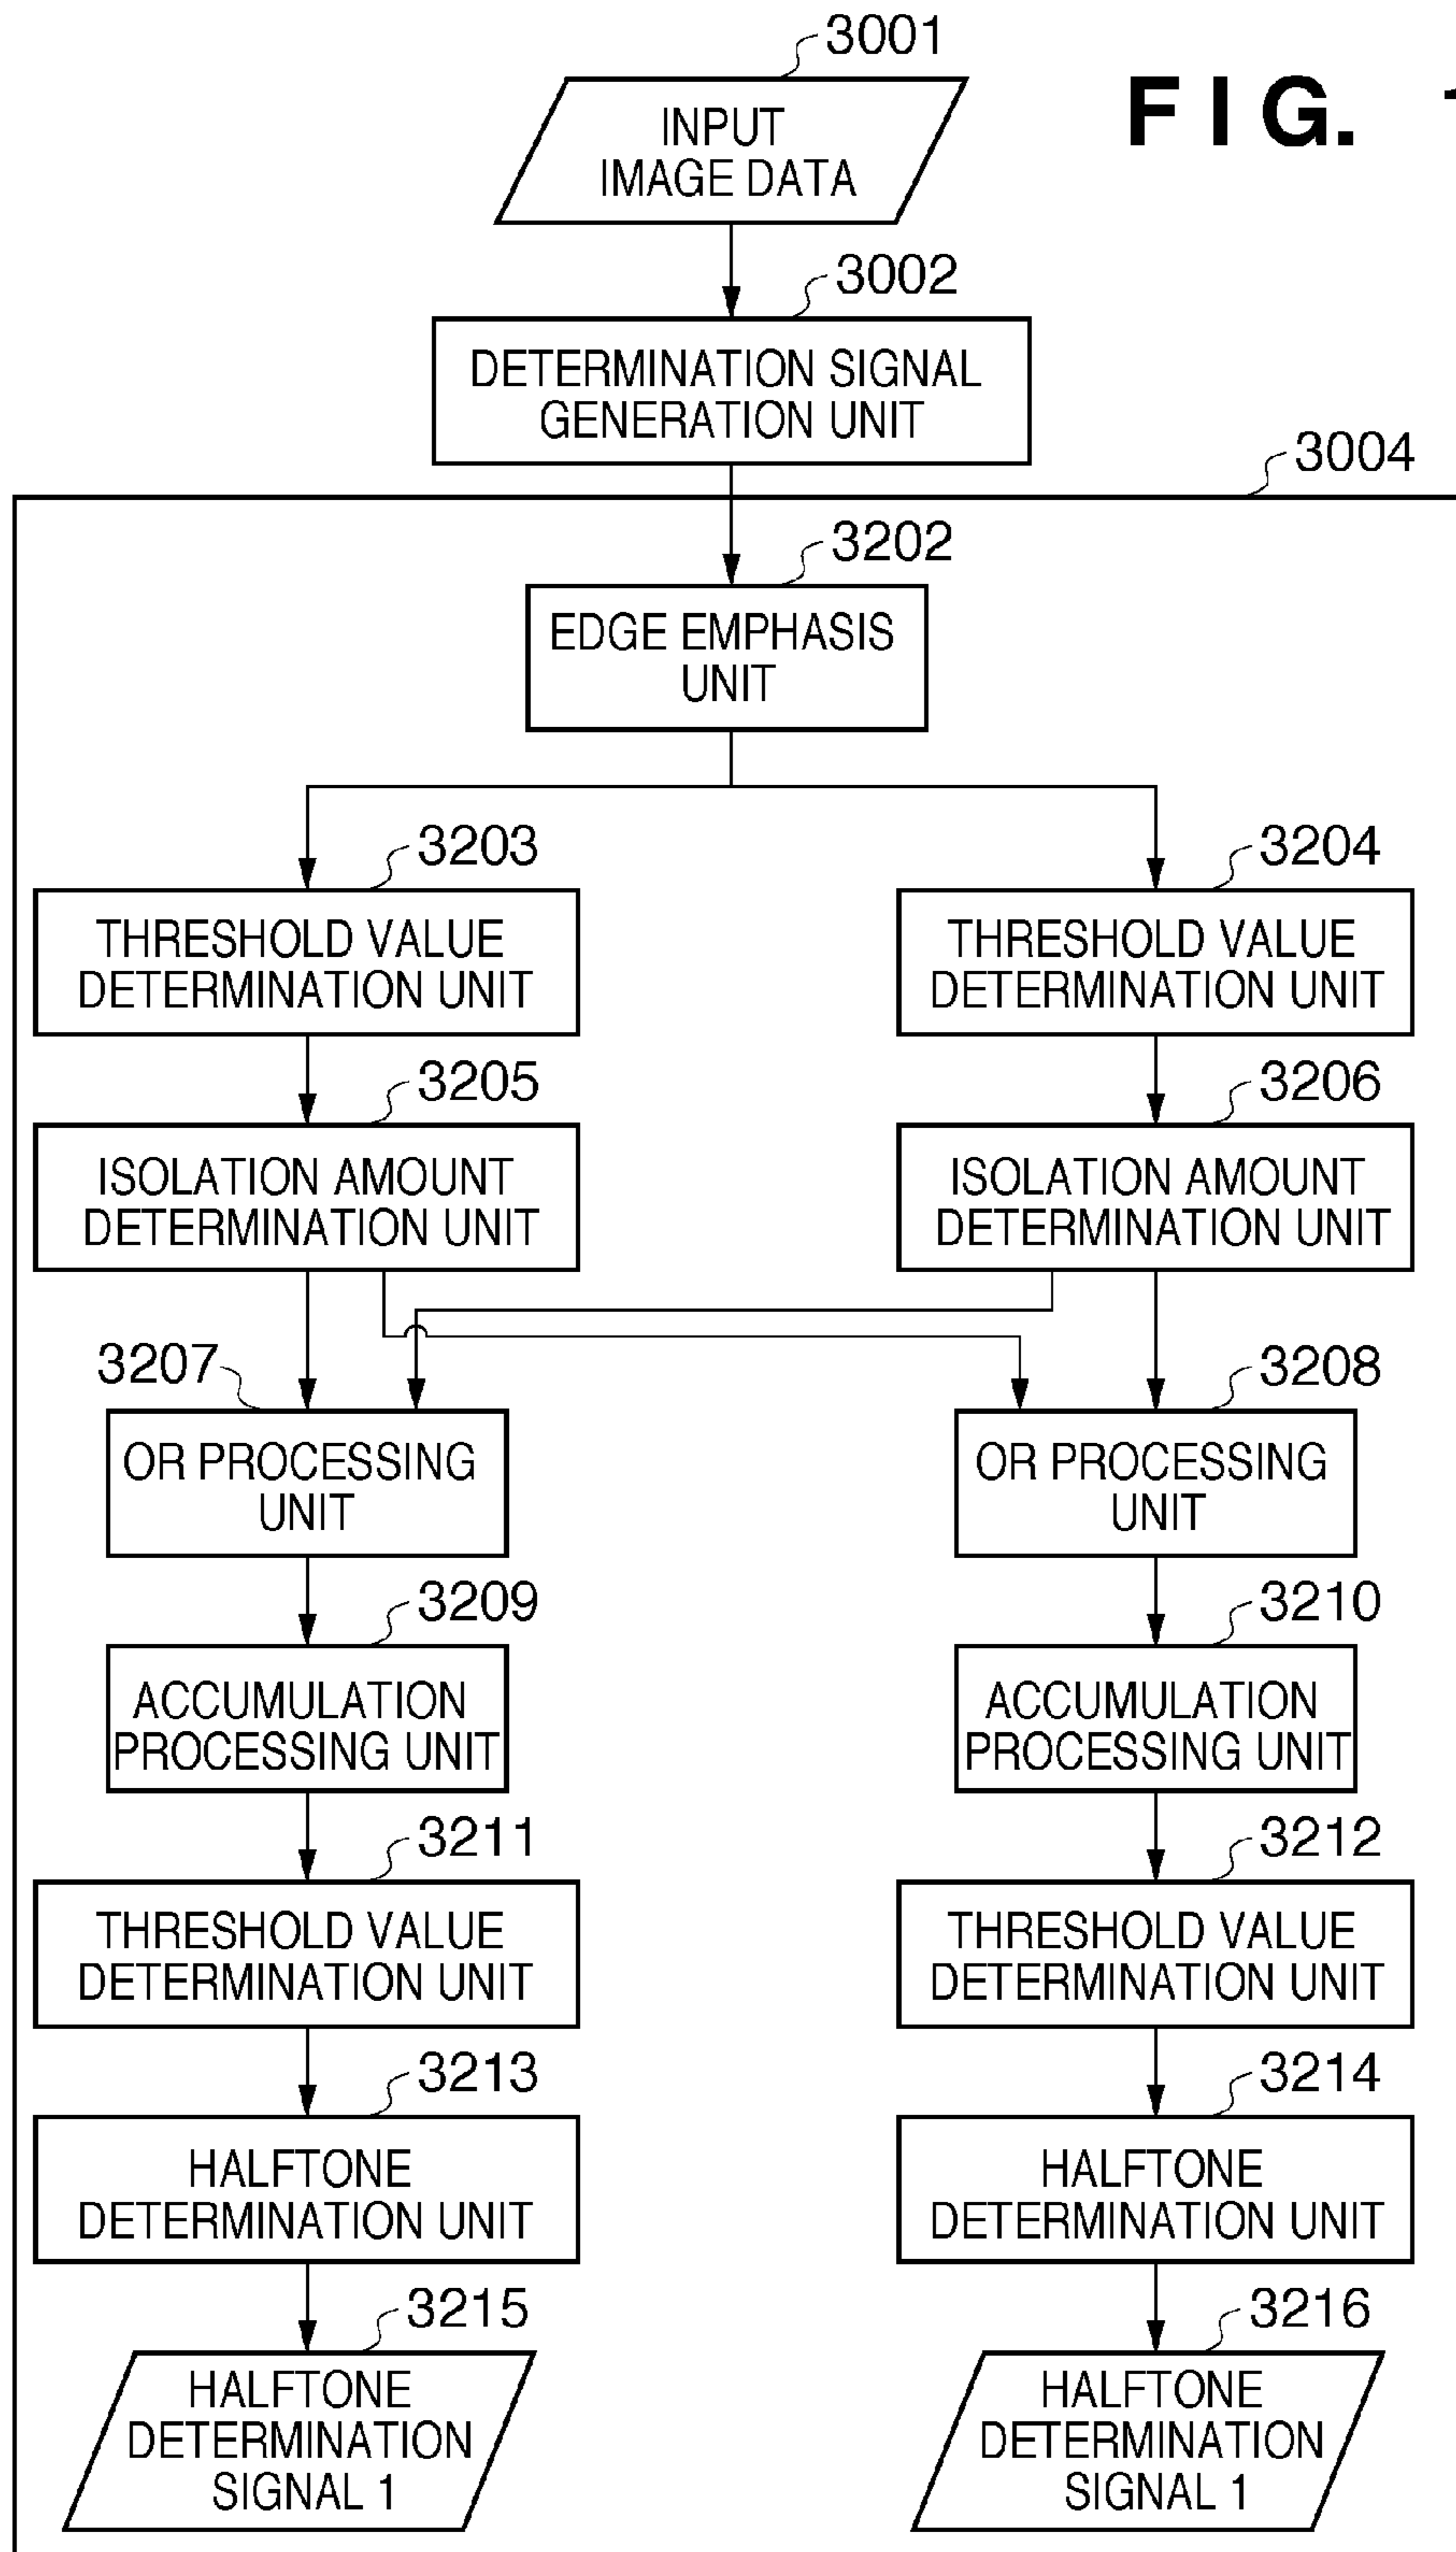 3001
FIG.
INPUT
IMAGE DATA
3002
DETERMINATION SIGNAL
GENERATION UNIT
3004
3202
EDGE EMPHASIS
UNIT
3203
3204
THRESHOLD VALUE
DETERMINATION UNIT
THRESHOLD VALUE
DETERMINATION UNIT
3205
3206
ISOLATION AMOUNT
DETERMINATION UNIT
ISOLATION AMOUNT
DETERMINATION UNIT
3207
3208
OR PROCESSING
UNIT
OR PROCESSING
UNIT
3209
3210
ACCUMULATION
PROCESSING UNIT
ACCUMULATION
PROCESSING UNIT
3211
3212
THRESHOLD VALUE
DETERMINATION UNIT
THRESHOLD VALUE
DETERMINATION UNIT
3213
3214
HALFTONE
DETERMINATION UNIT
HALFTONE
DETERMINATION UNIT
3215
3216
HALFTONE
DETERMINATION
SIGNAL 1
HALFTONE
DETERMINATION
SIGNAL 1